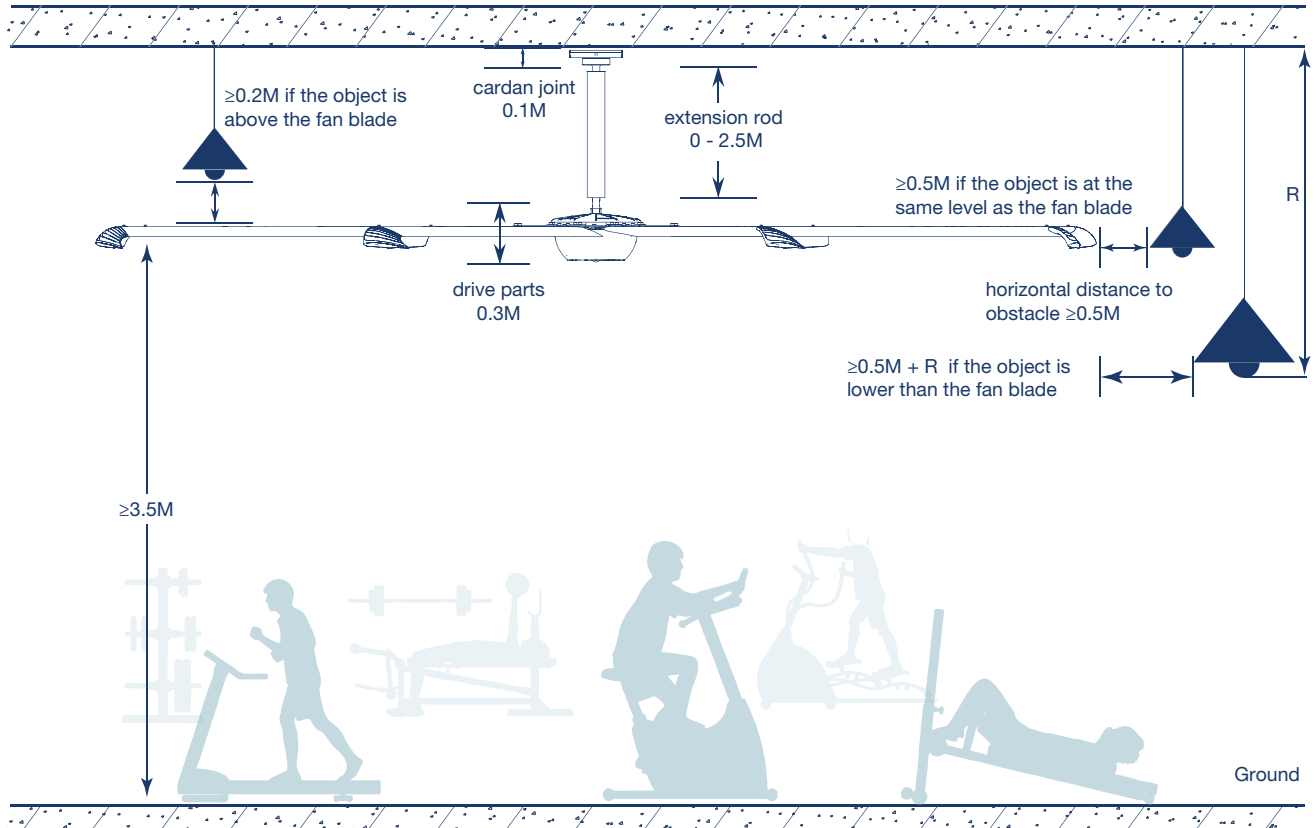 ≥0.2M if the object is
above the fan blade
cardan joint
0.1M
extension rod
0 - 2.5M
≥0.5M if the object is at the
same level as the fan blade
R
drive parts
0.3M
horizontal distance to
obstacle ≥0.5M
≥0.5M + R  if the object is
lower than the fan blade
≥3.5M
Ground